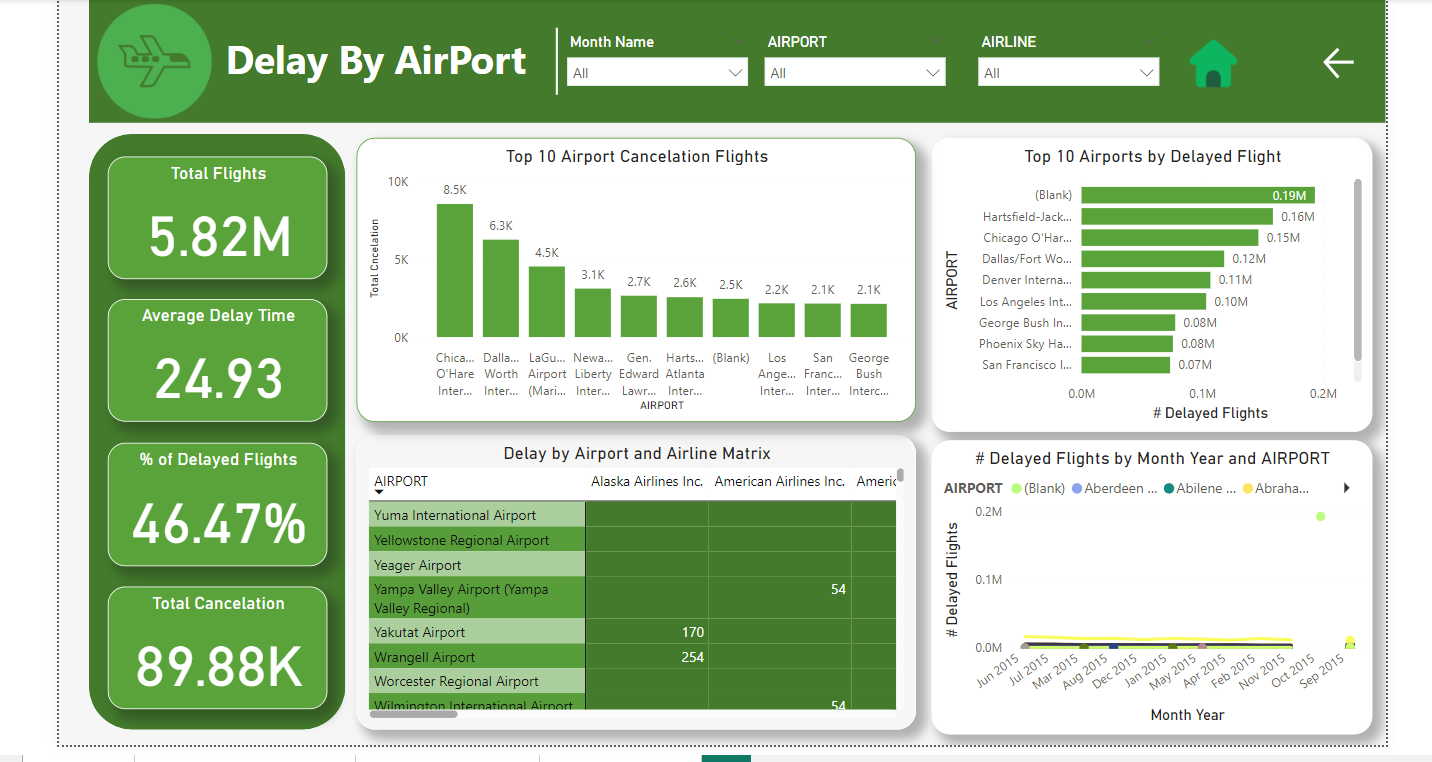 Delay By AirPort
Month Name
All
AIRPORT
All
AIRLINE
All
Total Flights
5.82M
Average Delay Time
24.93
% of Delayed Flights
46.47%
Total Cancelation
89.88K
Top 10 Airport Cancelation Flights
Total Cncelation
10K
5K
0K
8.5K
6.3K
4.5K
3.1K
2.7K
2.6K
2.5K
2.2K
2.1K
2.1K
Chica... O'Hare Inter...
Dalla... Worth Inter...
LaGu... Airport (Mari...
Newa... Liberty Inter...
Gen. Edward Lawr...
Harts... Atlanta Inter...
(Blank)
Los Ange... Inter...
San Franc... Inter...
George Bush Interc...
AIRPORT
Top 10 Airports by Delayed Flight
AIRPORT
(Blank) 0.19M
Hartsfield-Jack... 0.16M
Chicago O'Har... 0.15M
Dallas/Fort Wo... 0.12M
Denver Interna... 0.11M
Los Angeles Int... 0.10M
George Bush In... 0.08M
Phoenix Sky Ha... 0.08M
San Francisco I... 0.07M
0.0M 0.1M 0.2M
# Delayed Flights
Delay by Airport and Airline Matrix
AIRPORT Alaska Airlines Inc. American Airlines Inc. Americ
Yuma International Airport
Yellowstone Regional Airport
Yeager Airport
Yampa Valley Airport (Yampa 54
Valley Regional)
Yakutat Airport 170
Wrangell Airport 254
Worcester Regional Airport
Wilmington International Airport 54
# Delayed Flights by Month Year and AIRPORT
AIRPORT (Blank) Aberdeen ... Abilene ... Abraha...
# Delayed Flights
0.2M
0.1M
0.0M
Jun 2015 Jul 2015 Mar 2015 Aug 2015 Dec 2015 Jan 2015 May 2015 Apr 2015 Feb 2015 Nov 2015 Oct 2015 Sep 2015
Month Year